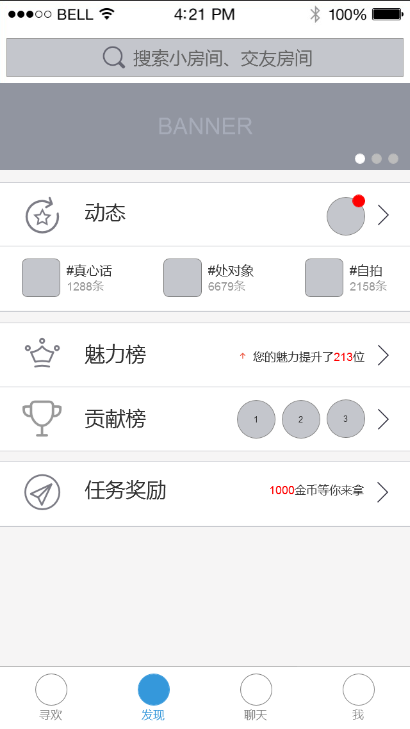 BELL 4:21 PM 100%
搜索小房间、交友房间
BANNER
动态
#真心话 #处对象 #自拍
1288条 6679条 2158条
魅力榜 ↑ 您的魅力提升了213位
贡献榜 1 2 3
任务奖励 1000金币等你来拿
寻欢 发现 聊天 我